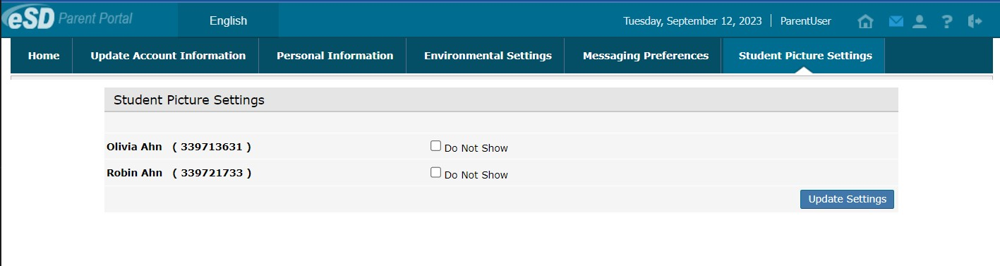 eSD Parent Portal English Tuesday, September 12, 2023 ParentUser
Home Update Account Information Personal Information Environmental Settings Messaging Preferences Student Picture Settings
Student Picture Settings
Olivia Ahn ( 339713631 ) Do Not Show
Robin Ahn ( 339721733 ) Do Not Show
Update Settings